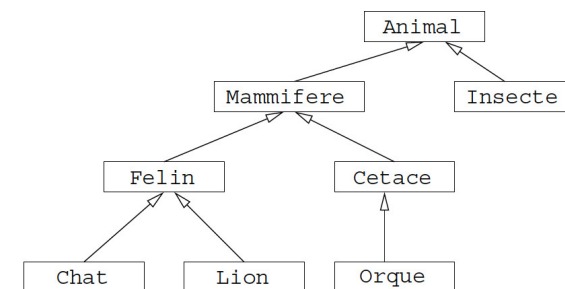 Animal
Mammifere
Insecte
Felin
Cetace
Chat
Lion
Orque